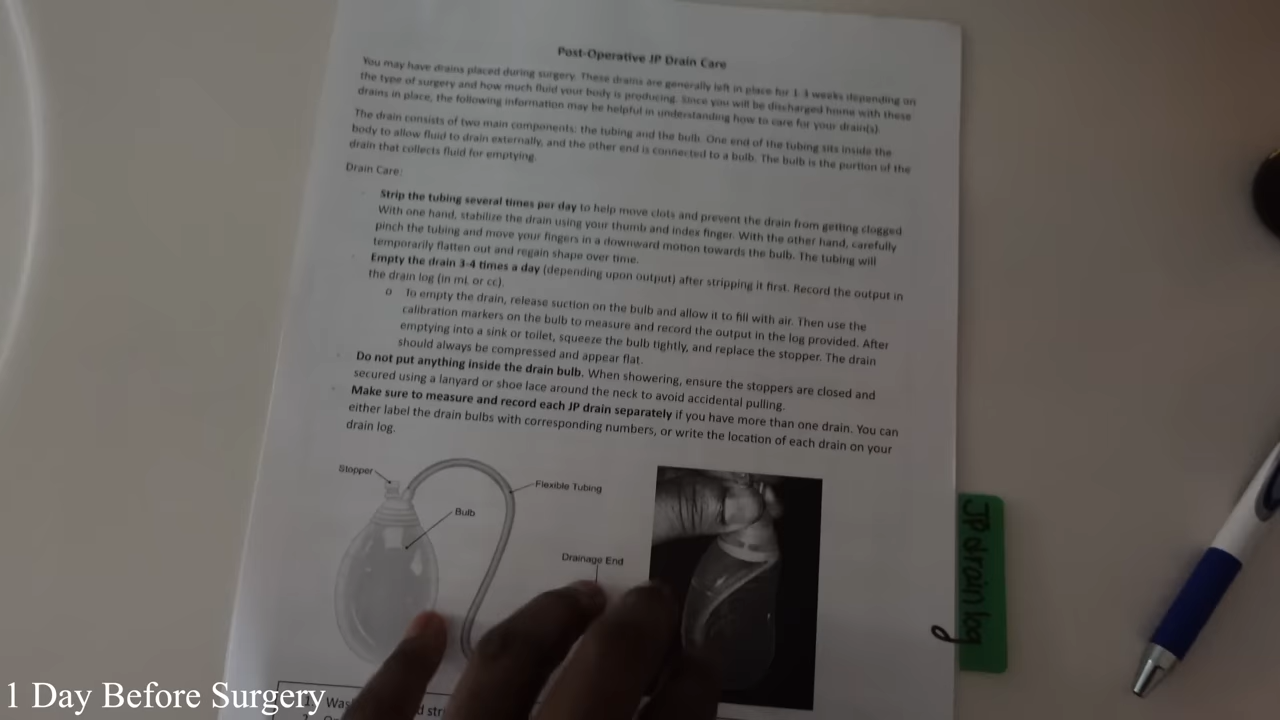 Post-Operative JP Drain Care
You may have drains placed during surgery. These drains are generally left in place for 1-3 weeks depending on
the type of surgery and how much fluid your body is producing. Since you will be discharged home with these
drains in place, the following information may be helpful in understanding how to care for your drain(s).
The drain consists of two main components: the tubing and the bulb. One end of the tubing sits inside the
body to allow fluid to drain externally, and the other end is connected to a bulb. The bulb is the portion of the
drain that collects fluid for emptying.
Drain Care:
Strip the tubing several times per day to help move clots and prevent the drain from getting clogged
With one hand, stabilize the drain using your thumb and index finger. With the other hand, carefully
pinch the tubing and move your fingers in a downward motion towards the bulb. The tubing will
temporarily flatten out and regain shape over time.
Empty the drain 3-4 times a day (depending upon output) after stripping it first. Record the output in
the drain log (in mL or cc).
o To empty the drain, release suction on the bulb and allow it to fill with air. Then use the
calibration markers on the bulb to measure and record the output in the log provided. After
emptying into a sink or toilet, squeeze the bulb tightly, and replace the stopper. The drain
should always be compressed and appear flat.
Do not put anything inside the drain bulb. When showering, ensure the stoppers are closed and
secured using a lanyard or shoe lace around the neck to avoid accidental pulling.
Make sure to measure and record each JP drain separately if you have more than one drain. You can
either label the drain bulbs with corresponding numbers, or write the location of each drain on your
drain log.
Stopper
Flexible Tubing
Bulb
Drainage End
JP drain log
1 Day Before Surgery